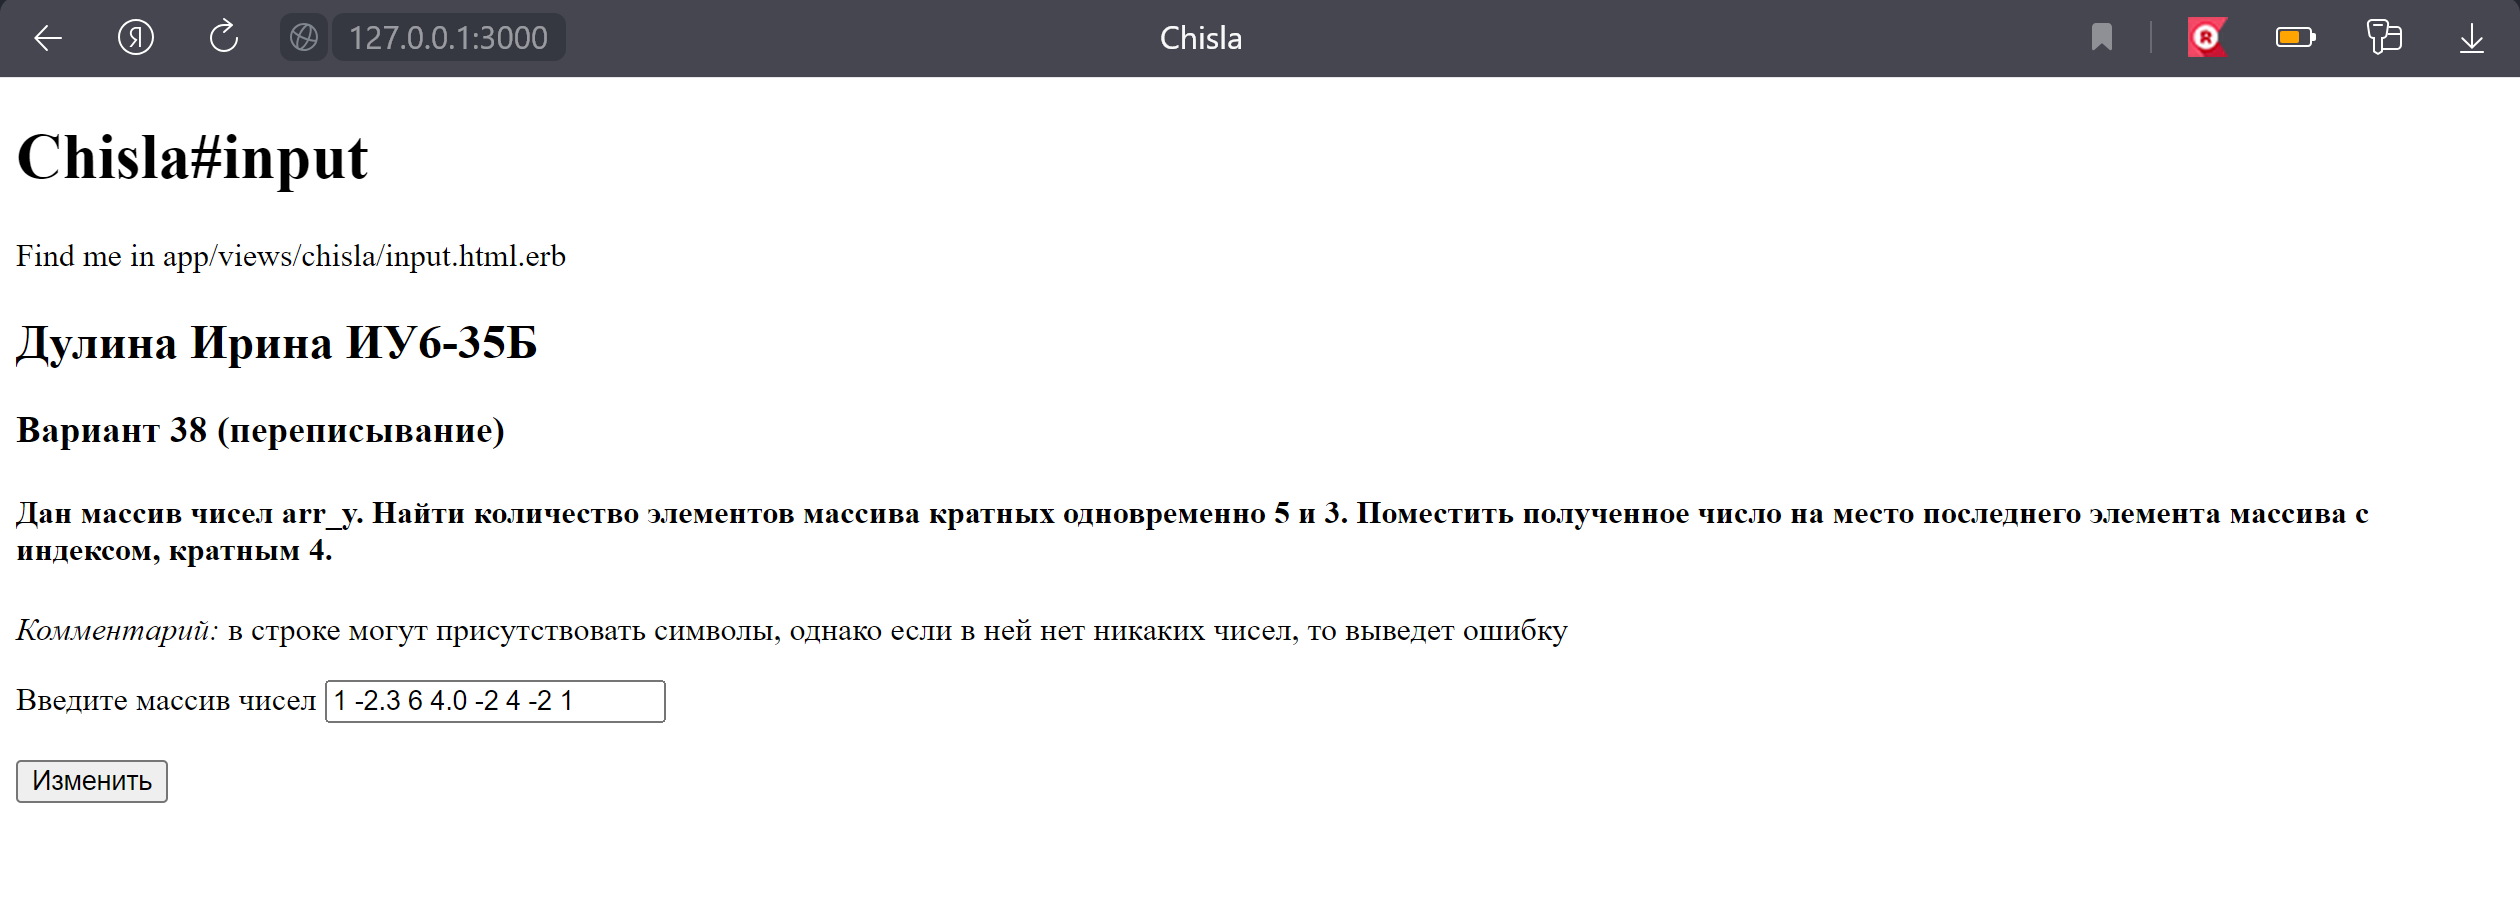 127.0.0.1:3000
Chisla
Chisla#input
Find me in app/views/chisla/input.html.erb
Дулина Ирина ИУ6-35Б
Вариант 38 (переписывание)
Дан массив чисел arr_y. Найти количество элементов массива кратных одновременно 5 и 3. Поместить полученное число на место последнего элемента массива с
индексом, кратным 4.
Комментарий: в строке могут присутствовать символы, однако если в ней нет никаких чисел, то выведет ошибку
Введите массив чисел 1 -2.3 6 4.0 -2 4 -2 1
Изменить